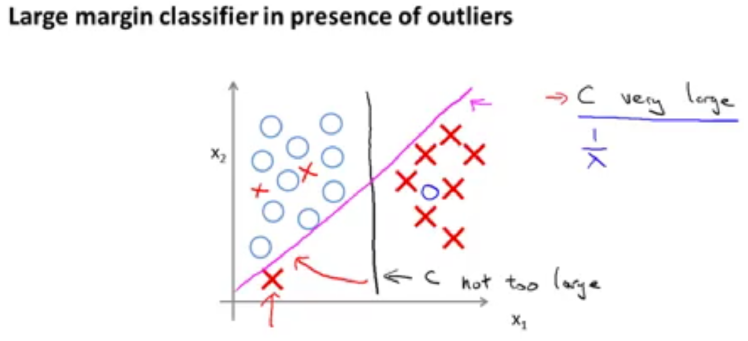 Large margin classifier in presence of outliers
→ C very large
1
λ
x₂
← C not too large
x₁